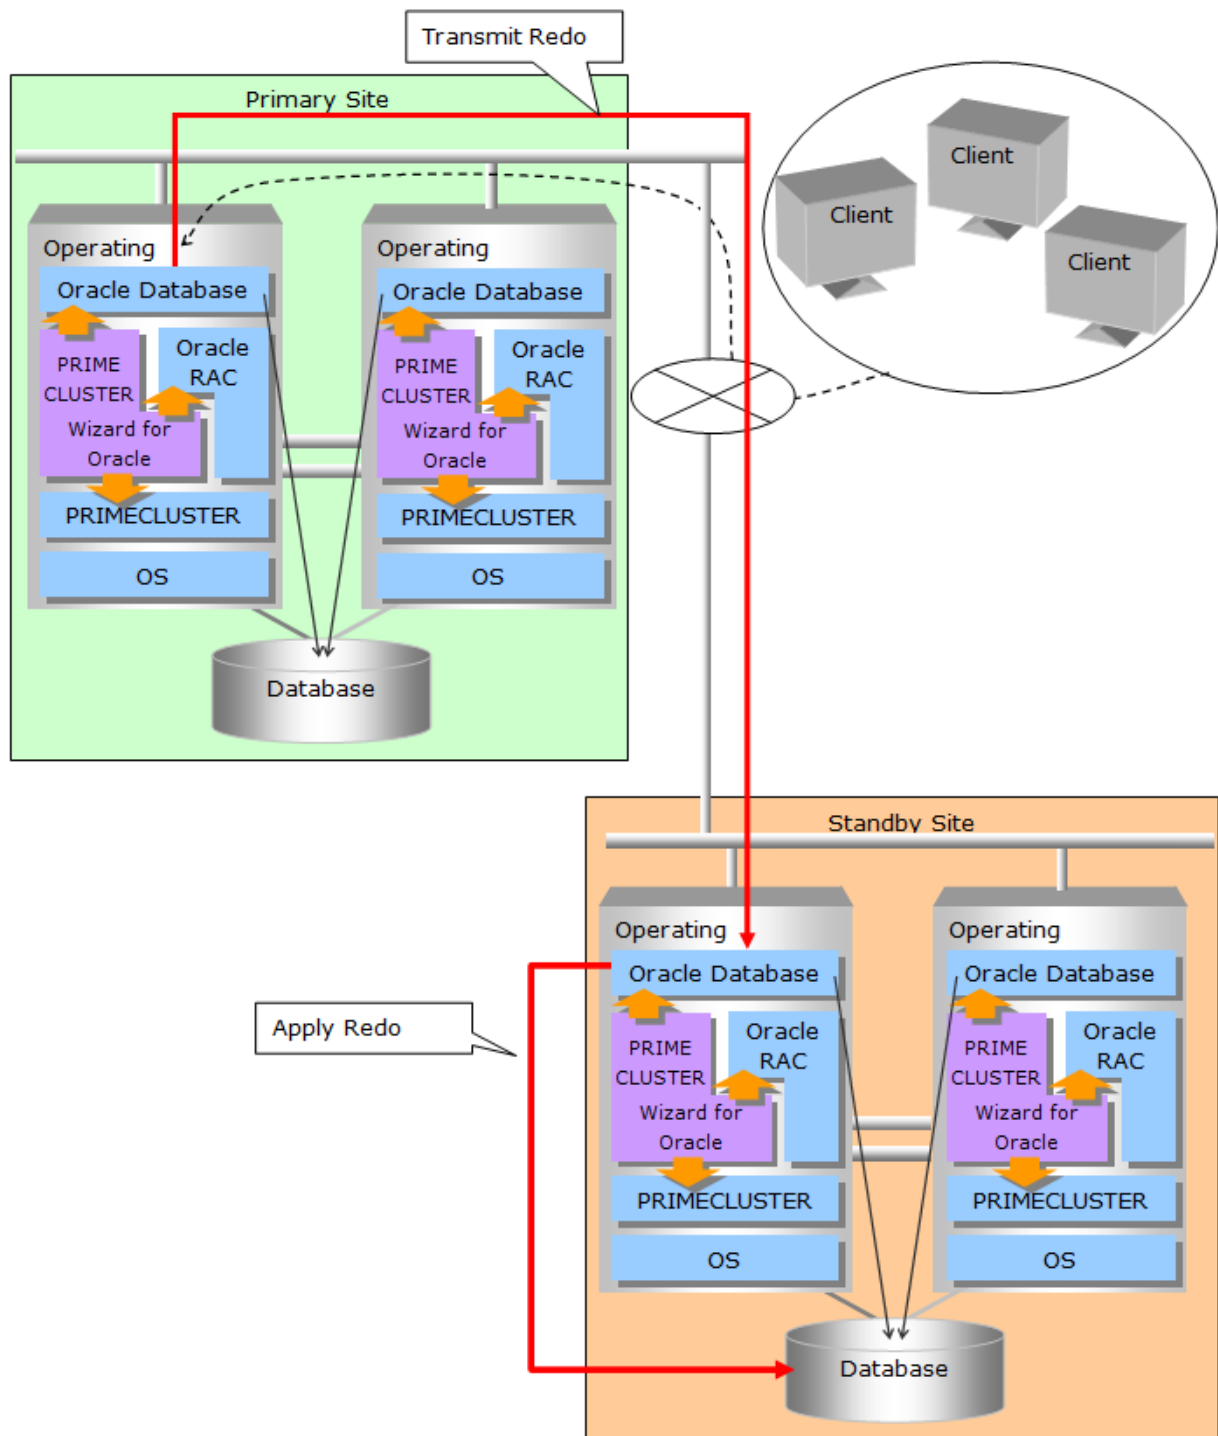 Transmit Redo
Primary Site
Client
Client
Client
Operating
Oracle Database
PRIME
CLUSTER
Wizard for
Oracle
Oracle
RAC
PRIMECLUSTER
OS
Operating
Oracle Database
PRIME
CLUSTER
Wizard for
Oracle
Oracle
RAC
PRIMECLUSTER
OS
Database
Standby Site
Operating
Oracle Database
PRIME
CLUSTER
Wizard for
Oracle
Oracle
RAC
PRIMECLUSTER
OS
Operating
Oracle Database
PRIME
CLUSTER
Wizard for
Oracle
Oracle
RAC
PRIMECLUSTER
OS
Apply Redo
Database